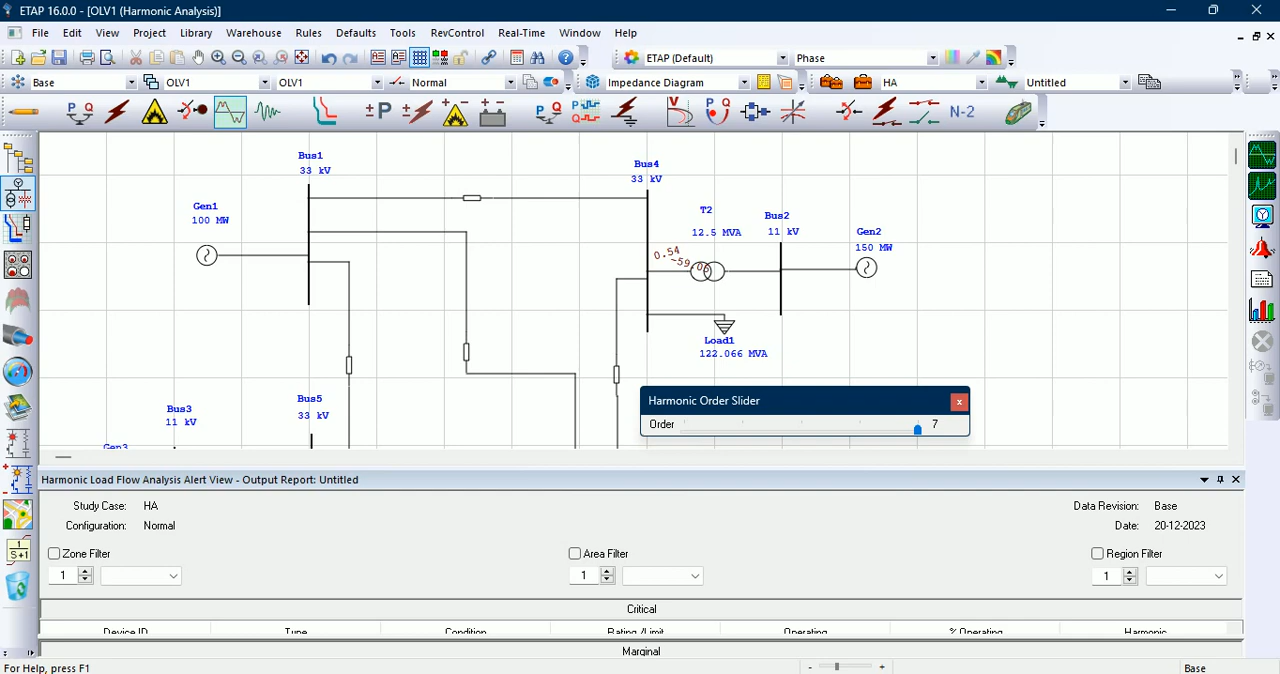 ETAP 16.0.0 - [OLV1 (Harmonic Analysis)]
File Edit View Project Library Warehouse Rules Defaults Tools RevControl Real-Time Window Help
ETAP (Default) Phase
Base OLV1 OLV1 Normal Impedance Diagram HA Untitled
N-2
Bus1
33 kV
Bus4
33 kV
Gen1
100 MW
T2
12.5 MVA
Bus2
11 kV
Gen2
150 MW
0.54
-59.06
Load1
122.066 MVA
Bus3
11 kV
Bus5
33 kV
Gen3
Harmonic Order Slider x
Order 7
Harmonic Load Flow Analysis Alert View - Output Report: Untitled
Study Case: HA Data Revision: Base
Configuration: Normal Date: 20-12-2023
Zone Filter Area Filter Region Filter
1 1 1
Critical
Device ID Type Condition Rating/Limit Operating % Operating Harmonic
Marginal
For Help, press F1 - + Base